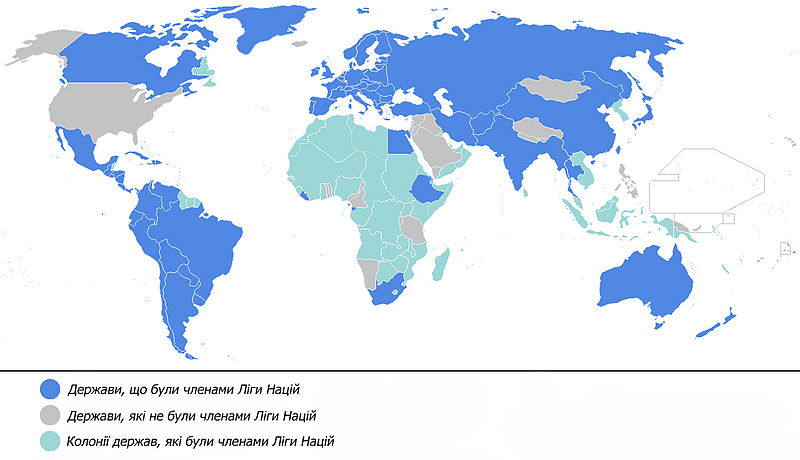 Держави, що були членами Ліги Націй
Держави, які не були членами Ліги Націй
Колонії держав, які були членами Ліги Націй